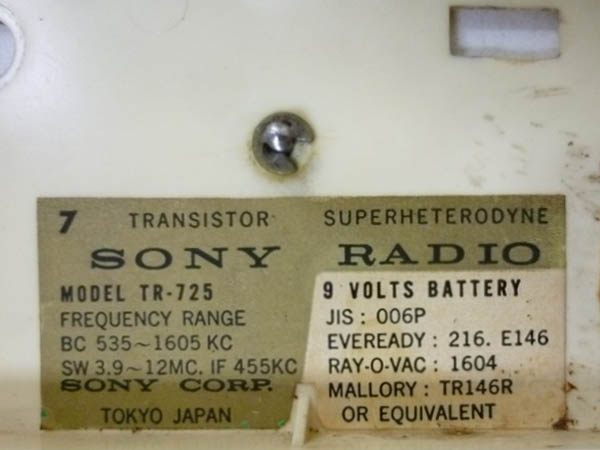 7 TRANSISTOR SUPERHETERODYNE
SONY RADIO
MODEL TR-725
FREQUENCY RANGE
BC 535~1605 KC
SW 3.9~12MC. IF 455KC
SONY CORP.
TOKYO JAPAN
9 VOLTS BATTERY
JIS : 006P
EVEREADY : 216. E146
RAY-O-VAC : 1604
MALLORY : TR146R
OR EQUIVALENT